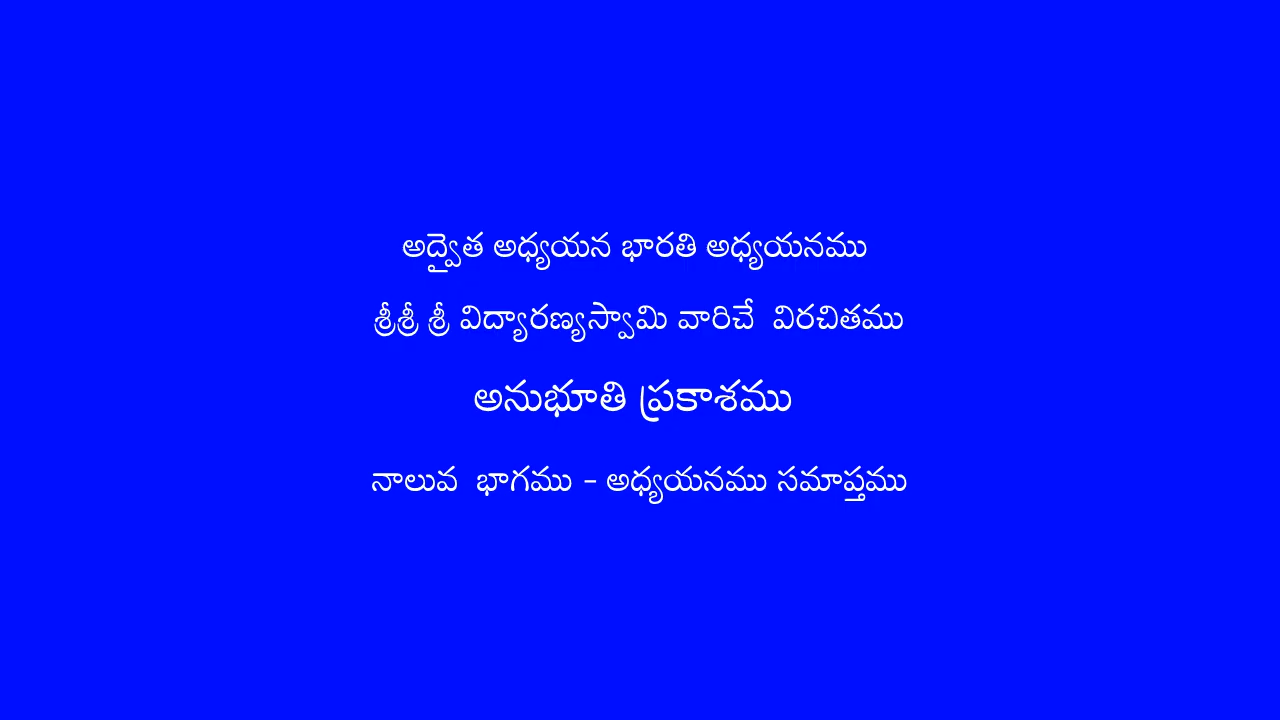 అద్వైత అధ్యయన భారతి అధ్యయనము
శ్రీశ్రీ శ్రీ విద్యారణ్యస్వామి వారిచే  విరచితము
అనుభూతి ప్రకాశము
నాలువ  భాగము - అధ్యయనము సమాప్తము